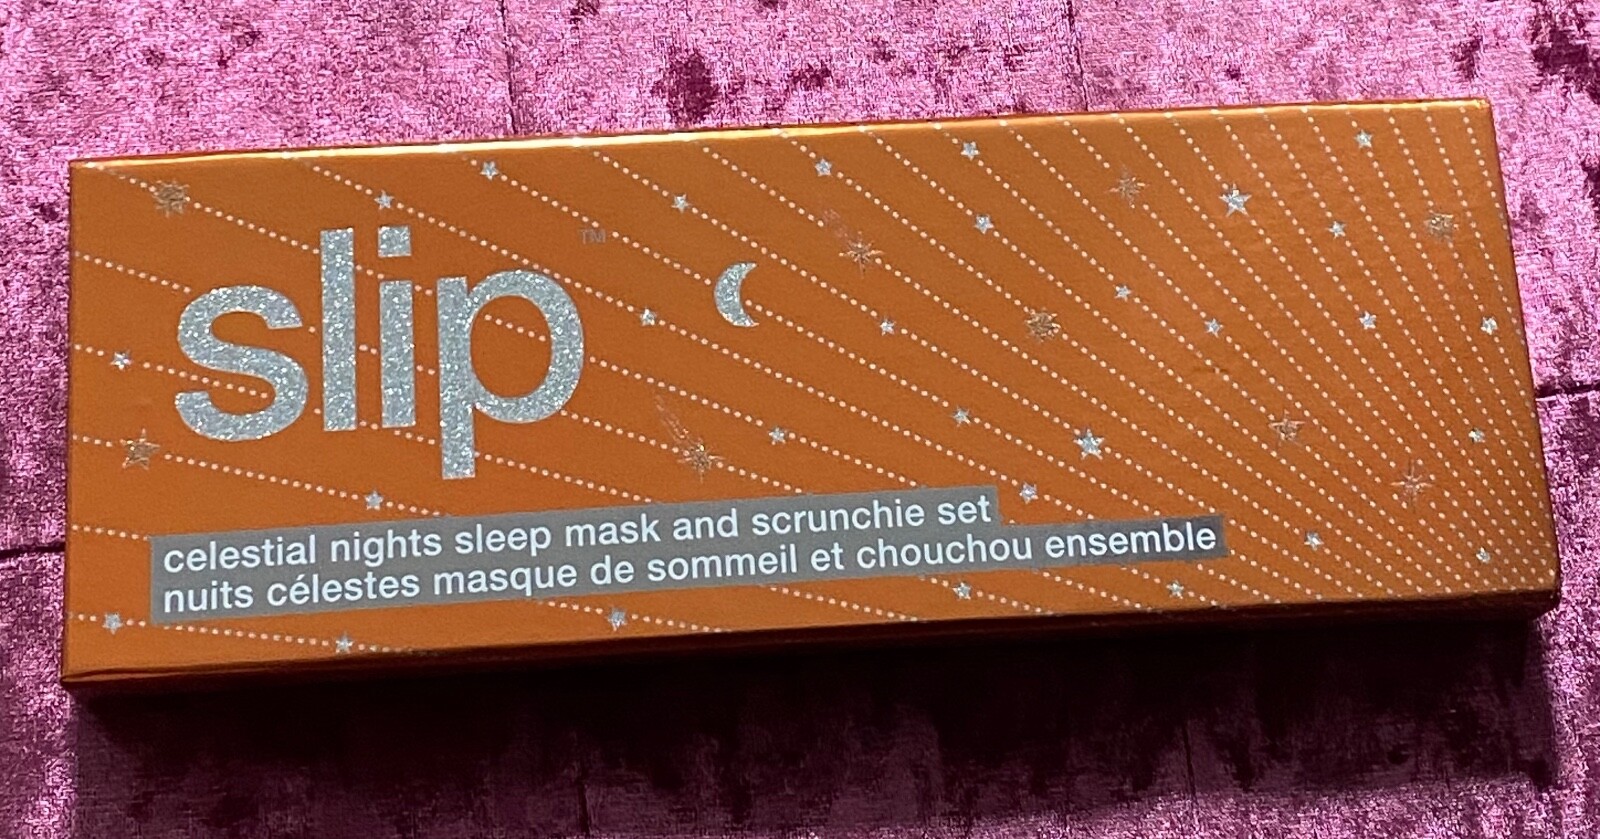 slip™
celestial nights sleep mask and scrunchie set
nuits célestes masque de sommeil et chouchou ensemble